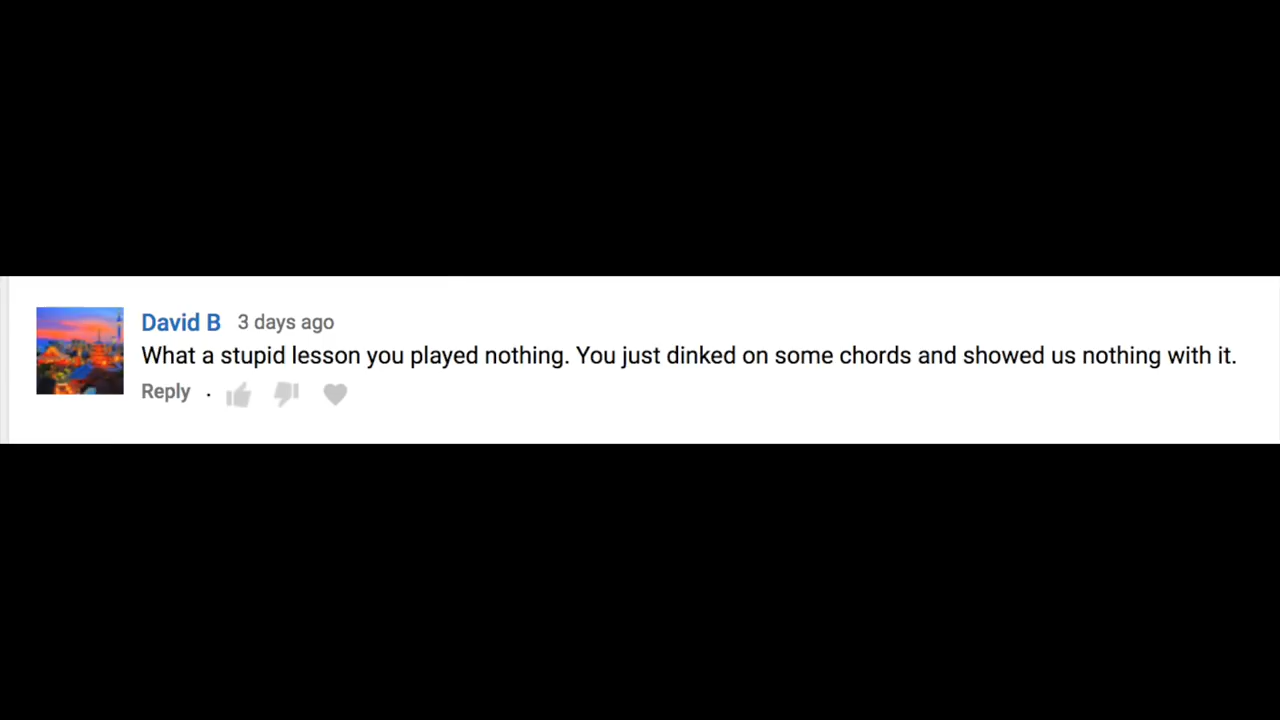 David B 3 days ago
What a stupid lesson you played nothing. You just dinked on some chords and showed us nothing with it.
Reply ·